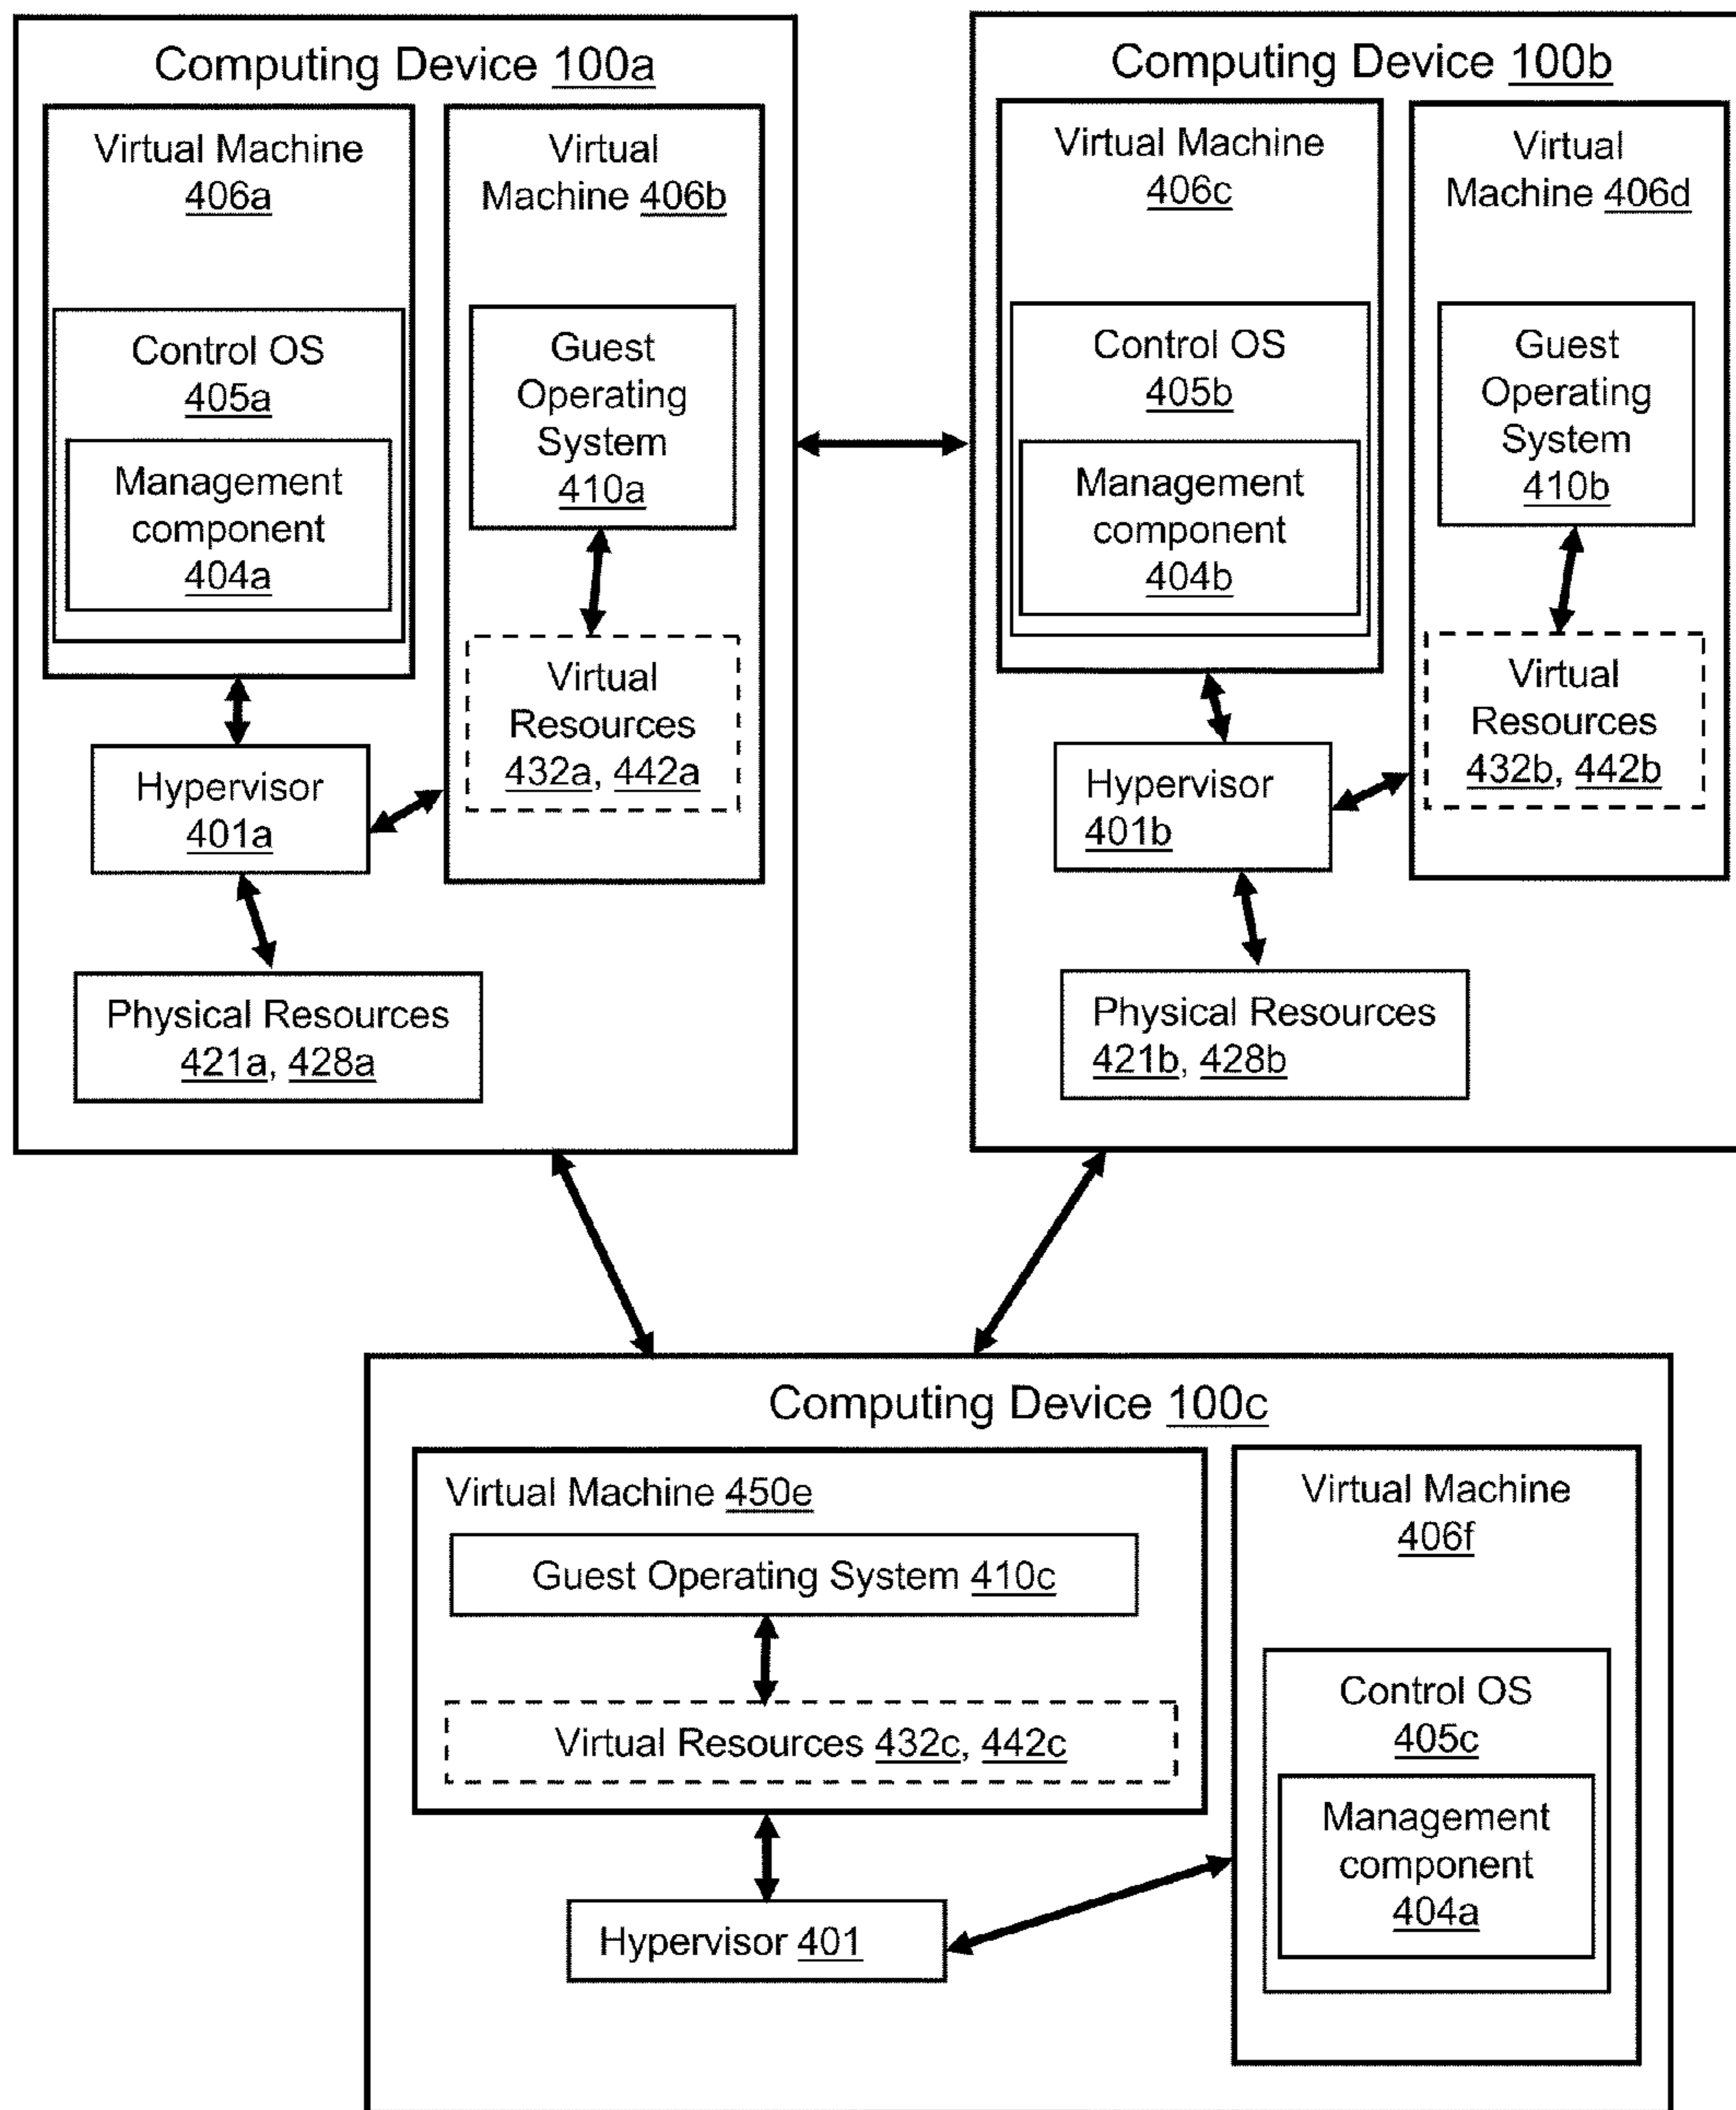 Computing Device 100a
Virtual Machine
406a
Control OS
405a
Management
component
404a
Virtual
Machine 406b
Guest
Operating
System
410a
Virtual
Resources
432a, 442a
Hypervisor
401a
Physical Resources
421a, 428a
Computing Device 100b
Virtual Machine
406c
Control OS
405b
Management
component
404b
Virtual
Machine 406d
Guest
Operating
System
410b
Virtual
Resources
432b, 442b
Hypervisor
401b
Physical Resources
421b, 428b
Computing Device 100c
Virtual Machine 450e
Guest Operating System 410c
Virtual Resources 432c, 442c
Hypervisor 401
Virtual Machine
406f
Control OS
405c
Management
component
404a